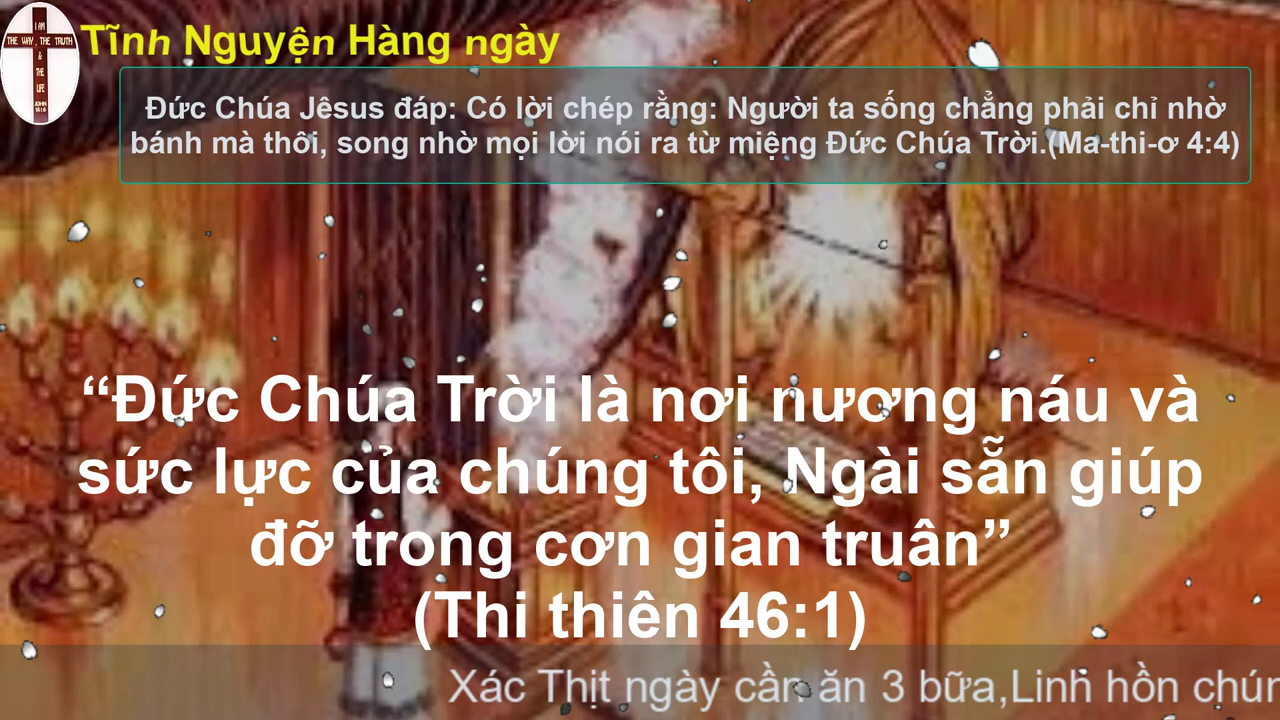 I AM
THE WAY, THE TRUTH
&
THE
LIFE
JOHN
Tĩnh Nguyện Hàng ngày
Đức Chúa Jêsus đáp: Có lời chép rằng: Người ta sống chẳng phải chỉ nhờ
bánh mà thôi, song nhờ mọi lời nói ra từ miệng Đức Chúa Trời.(Ma-thi-ơ 4:4)
“Đức Chúa Trời là nơi nương náu và
sức lực của chúng tôi, Ngài sẵn giúp
đỡ trong cơn gian truân”
(Thi thiên 46:1)
Xác Thịt ngày cần ăn 3 bữa,Linh hồn chún